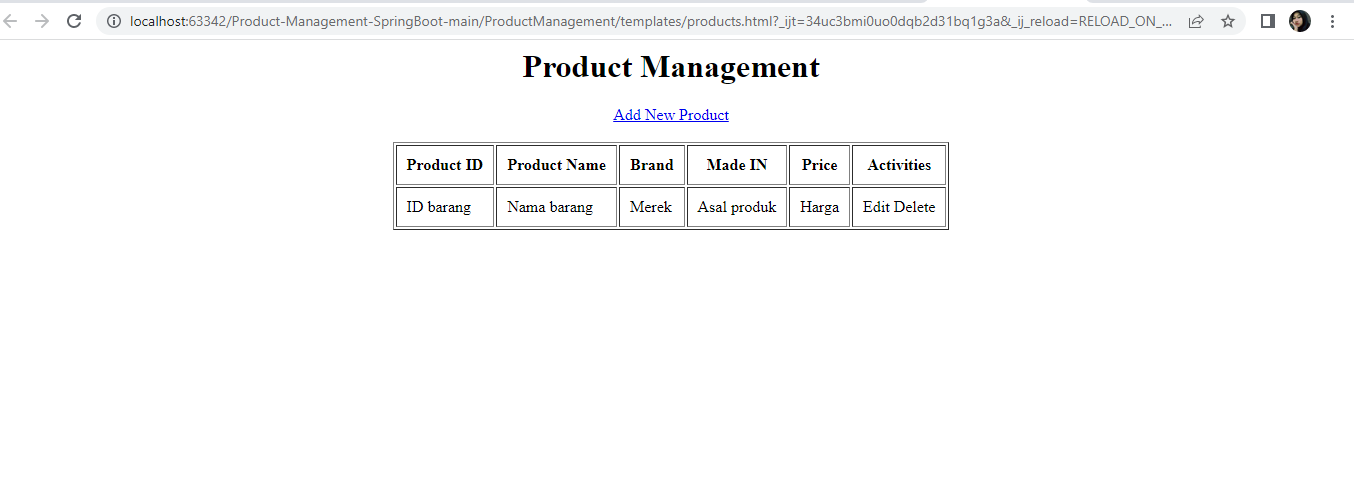 localhost:63342/Product-Management-SpringBoot-main/ProductManagement/templates/products.html?_ijt=34uc3bmi0uo0dqb2d31bq1g3a&_ij_reload=RELOAD_ON_...
Product Management
Add New Product
Product ID Product Name Brand Made IN Price Activities
ID barang Nama barang Merek Asal produk Harga Edit Delete